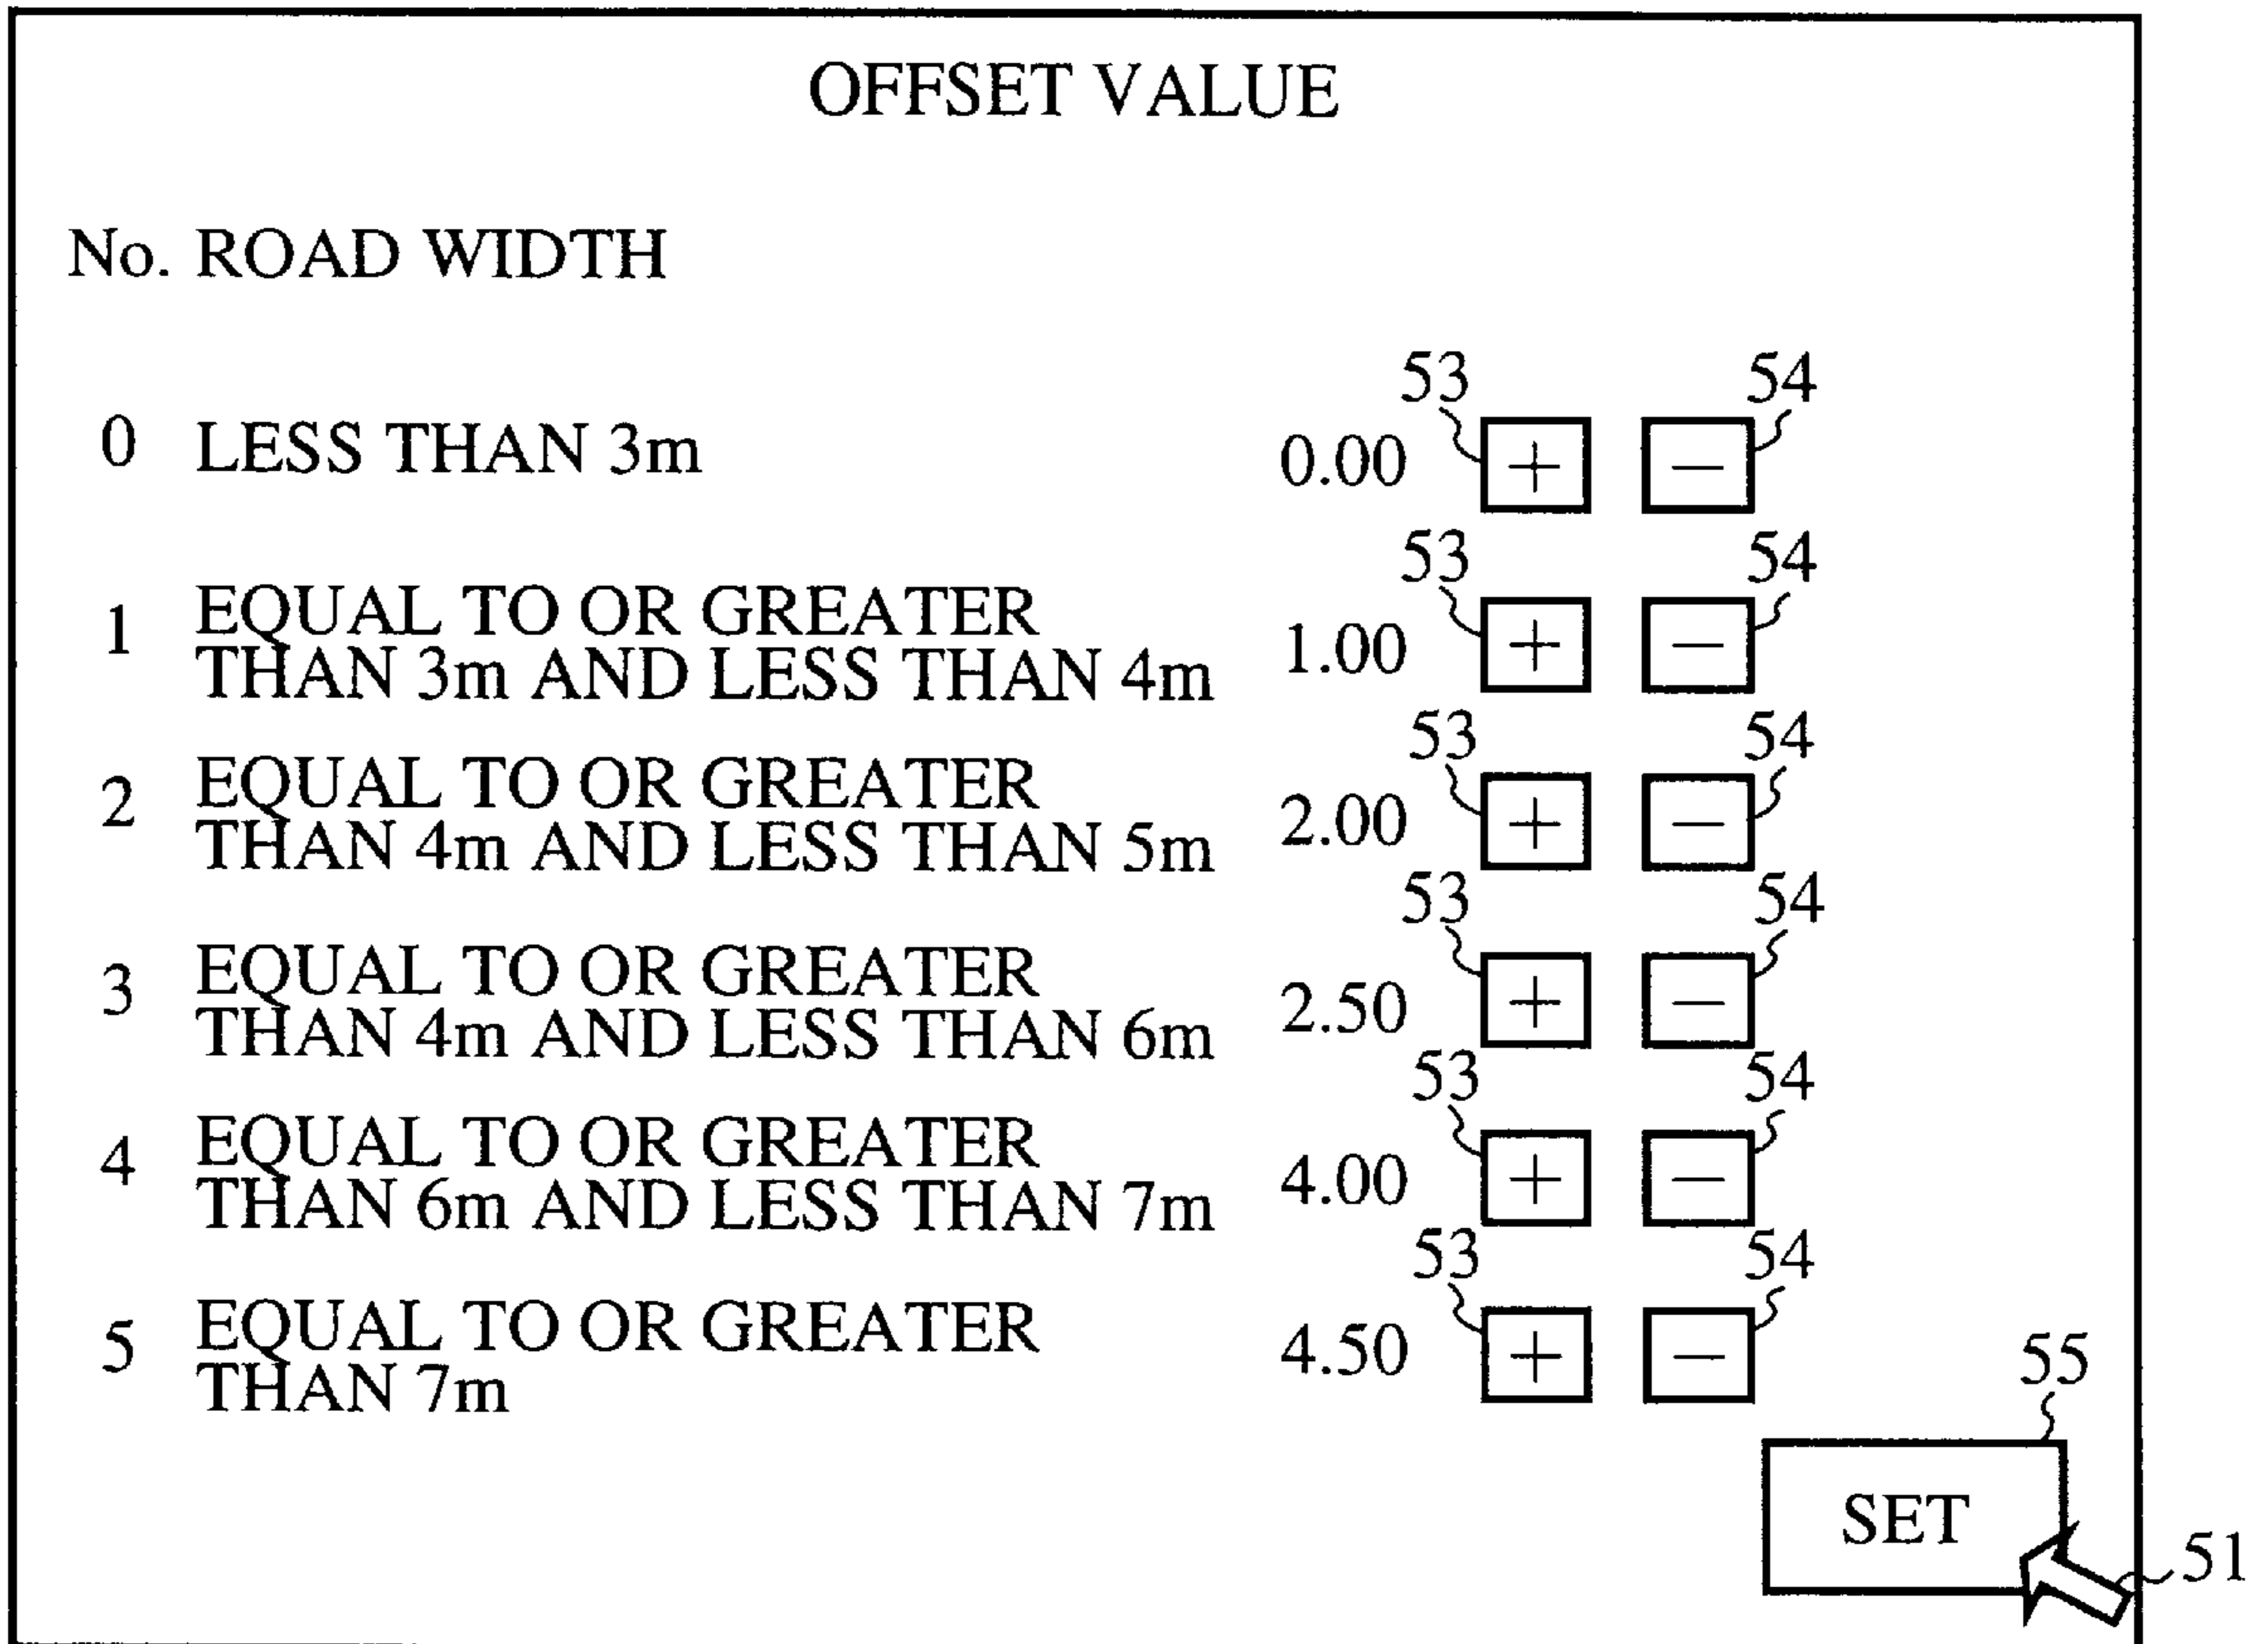 OFFSET VALUE
No. ROAD WIDTH
53 54
0 LESS THAN 3m 0.00 + −
53 54
1 EQUAL TO OR GREATER
THAN 3m AND LESS THAN 4m 1.00 + −
53 54
2 EQUAL TO OR GREATER
THAN 4m AND LESS THAN 5m 2.00 + −
53 54
3 EQUAL TO OR GREATER
THAN 4m AND LESS THAN 6m 2.50 + −
53 54
4 EQUAL TO OR GREATER
THAN 6m AND LESS THAN 7m 4.00 + −
53 54
5 EQUAL TO OR GREATER
THAN 7m 4.50 + −
55
SET
51